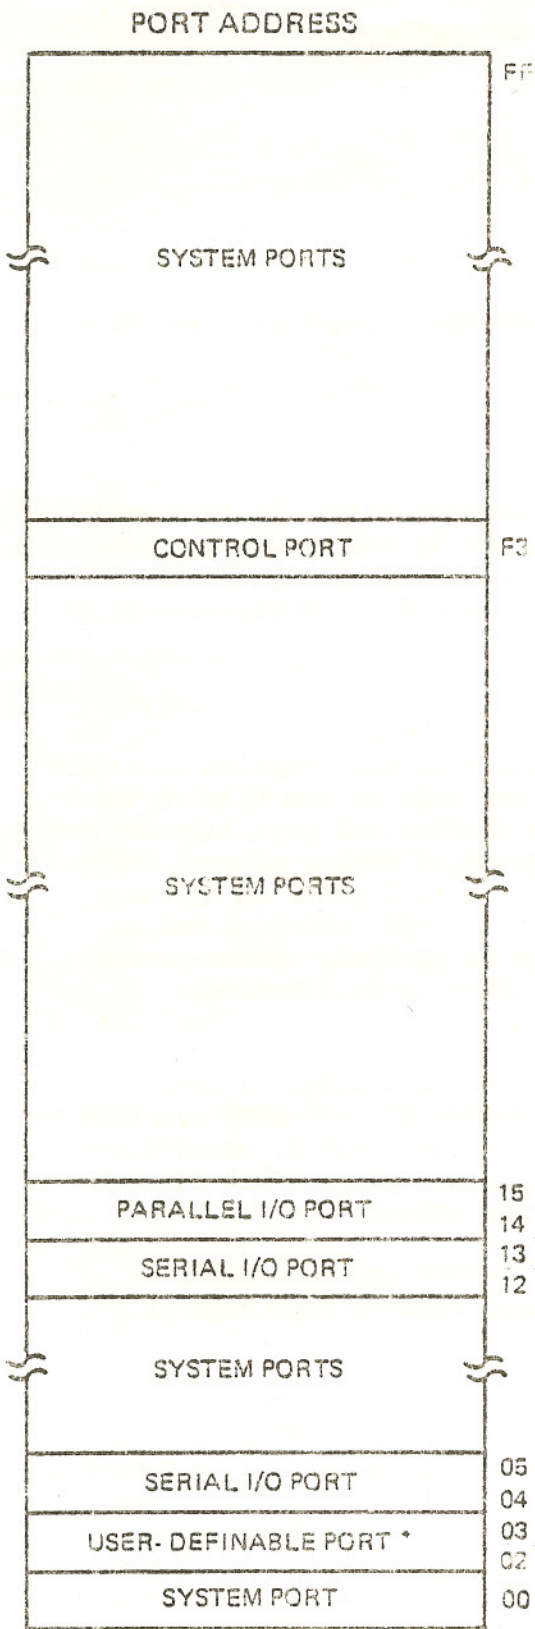 PORT ADDRESS
FF
SYSTEM PORTS
CONTROL PORT F3
SYSTEM PORTS
15
PARALLEL I/O PORT
14
13
SERIAL I/O PORT
12
SYSTEM PORTS
05
SERIAL I/O PORT
04
03
USER-DEFINABLE PORT *
02
SYSTEM PORT 00